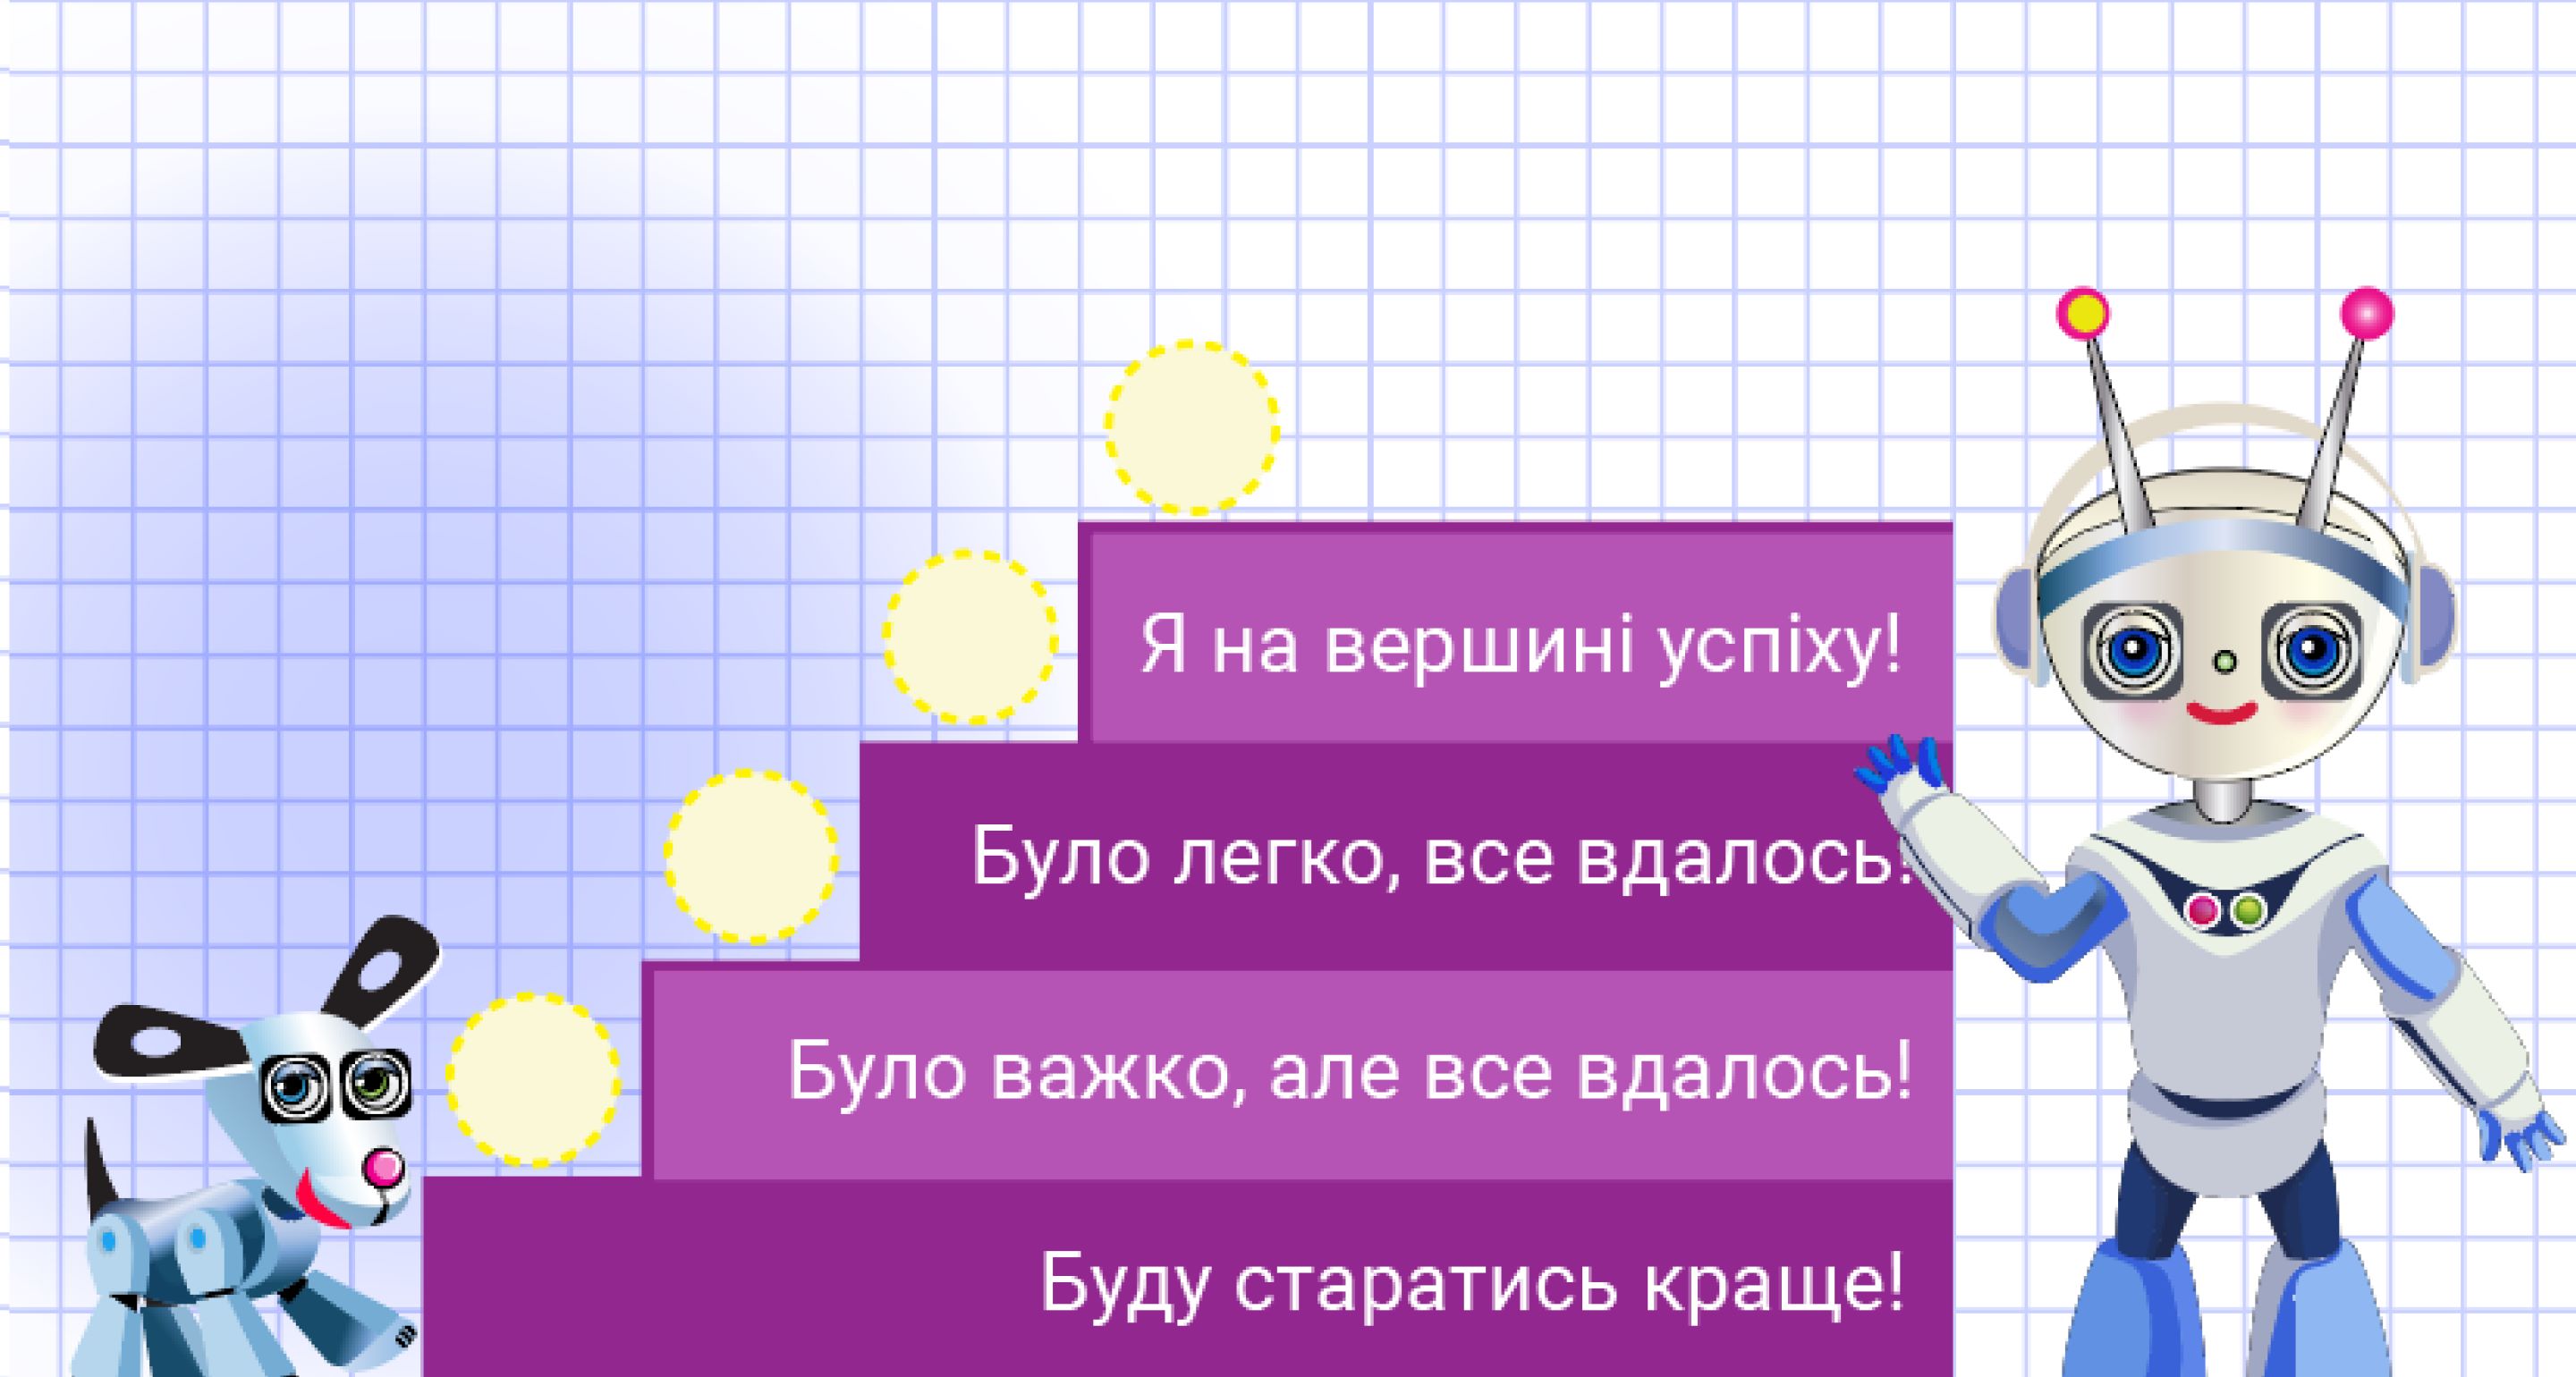 Я на вершині успіху!
Було легко, все вдалось!
Було важко, але все вдалось!
Буду старатись краще!